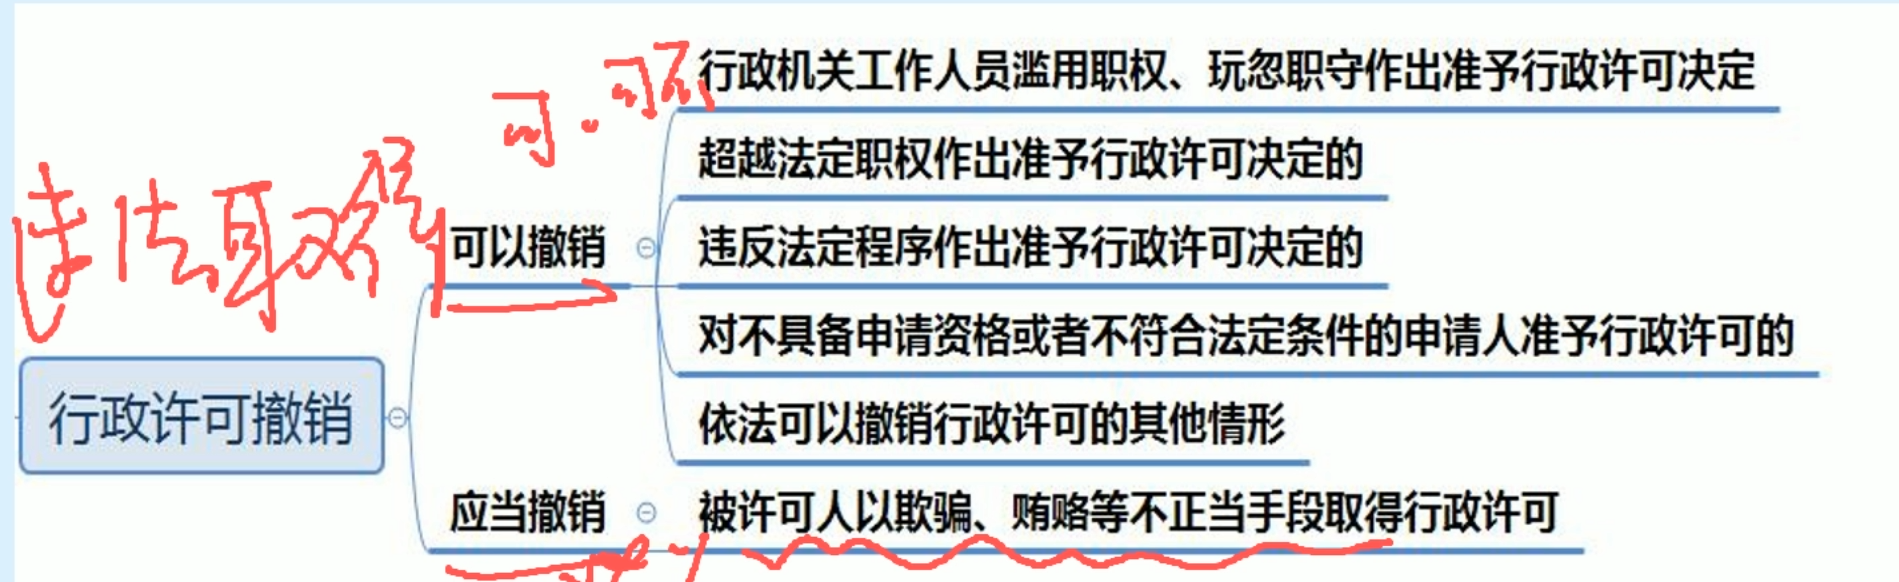 行政机关工作人员滥用职权、玩忽职守作出准予行政许可决定
可.可不
超越法定职权作出准予行政许可决定的
违法取得
可以撤销
违反法定程序作出准予行政许可决定的
对不具备申请资格或者不符合法定条件的申请人准予行政许可的
行政许可撤销
依法可以撤销行政许可的其他情形
应当撤销
被许可人以欺骗、贿赂等不正当手段取得行政许可